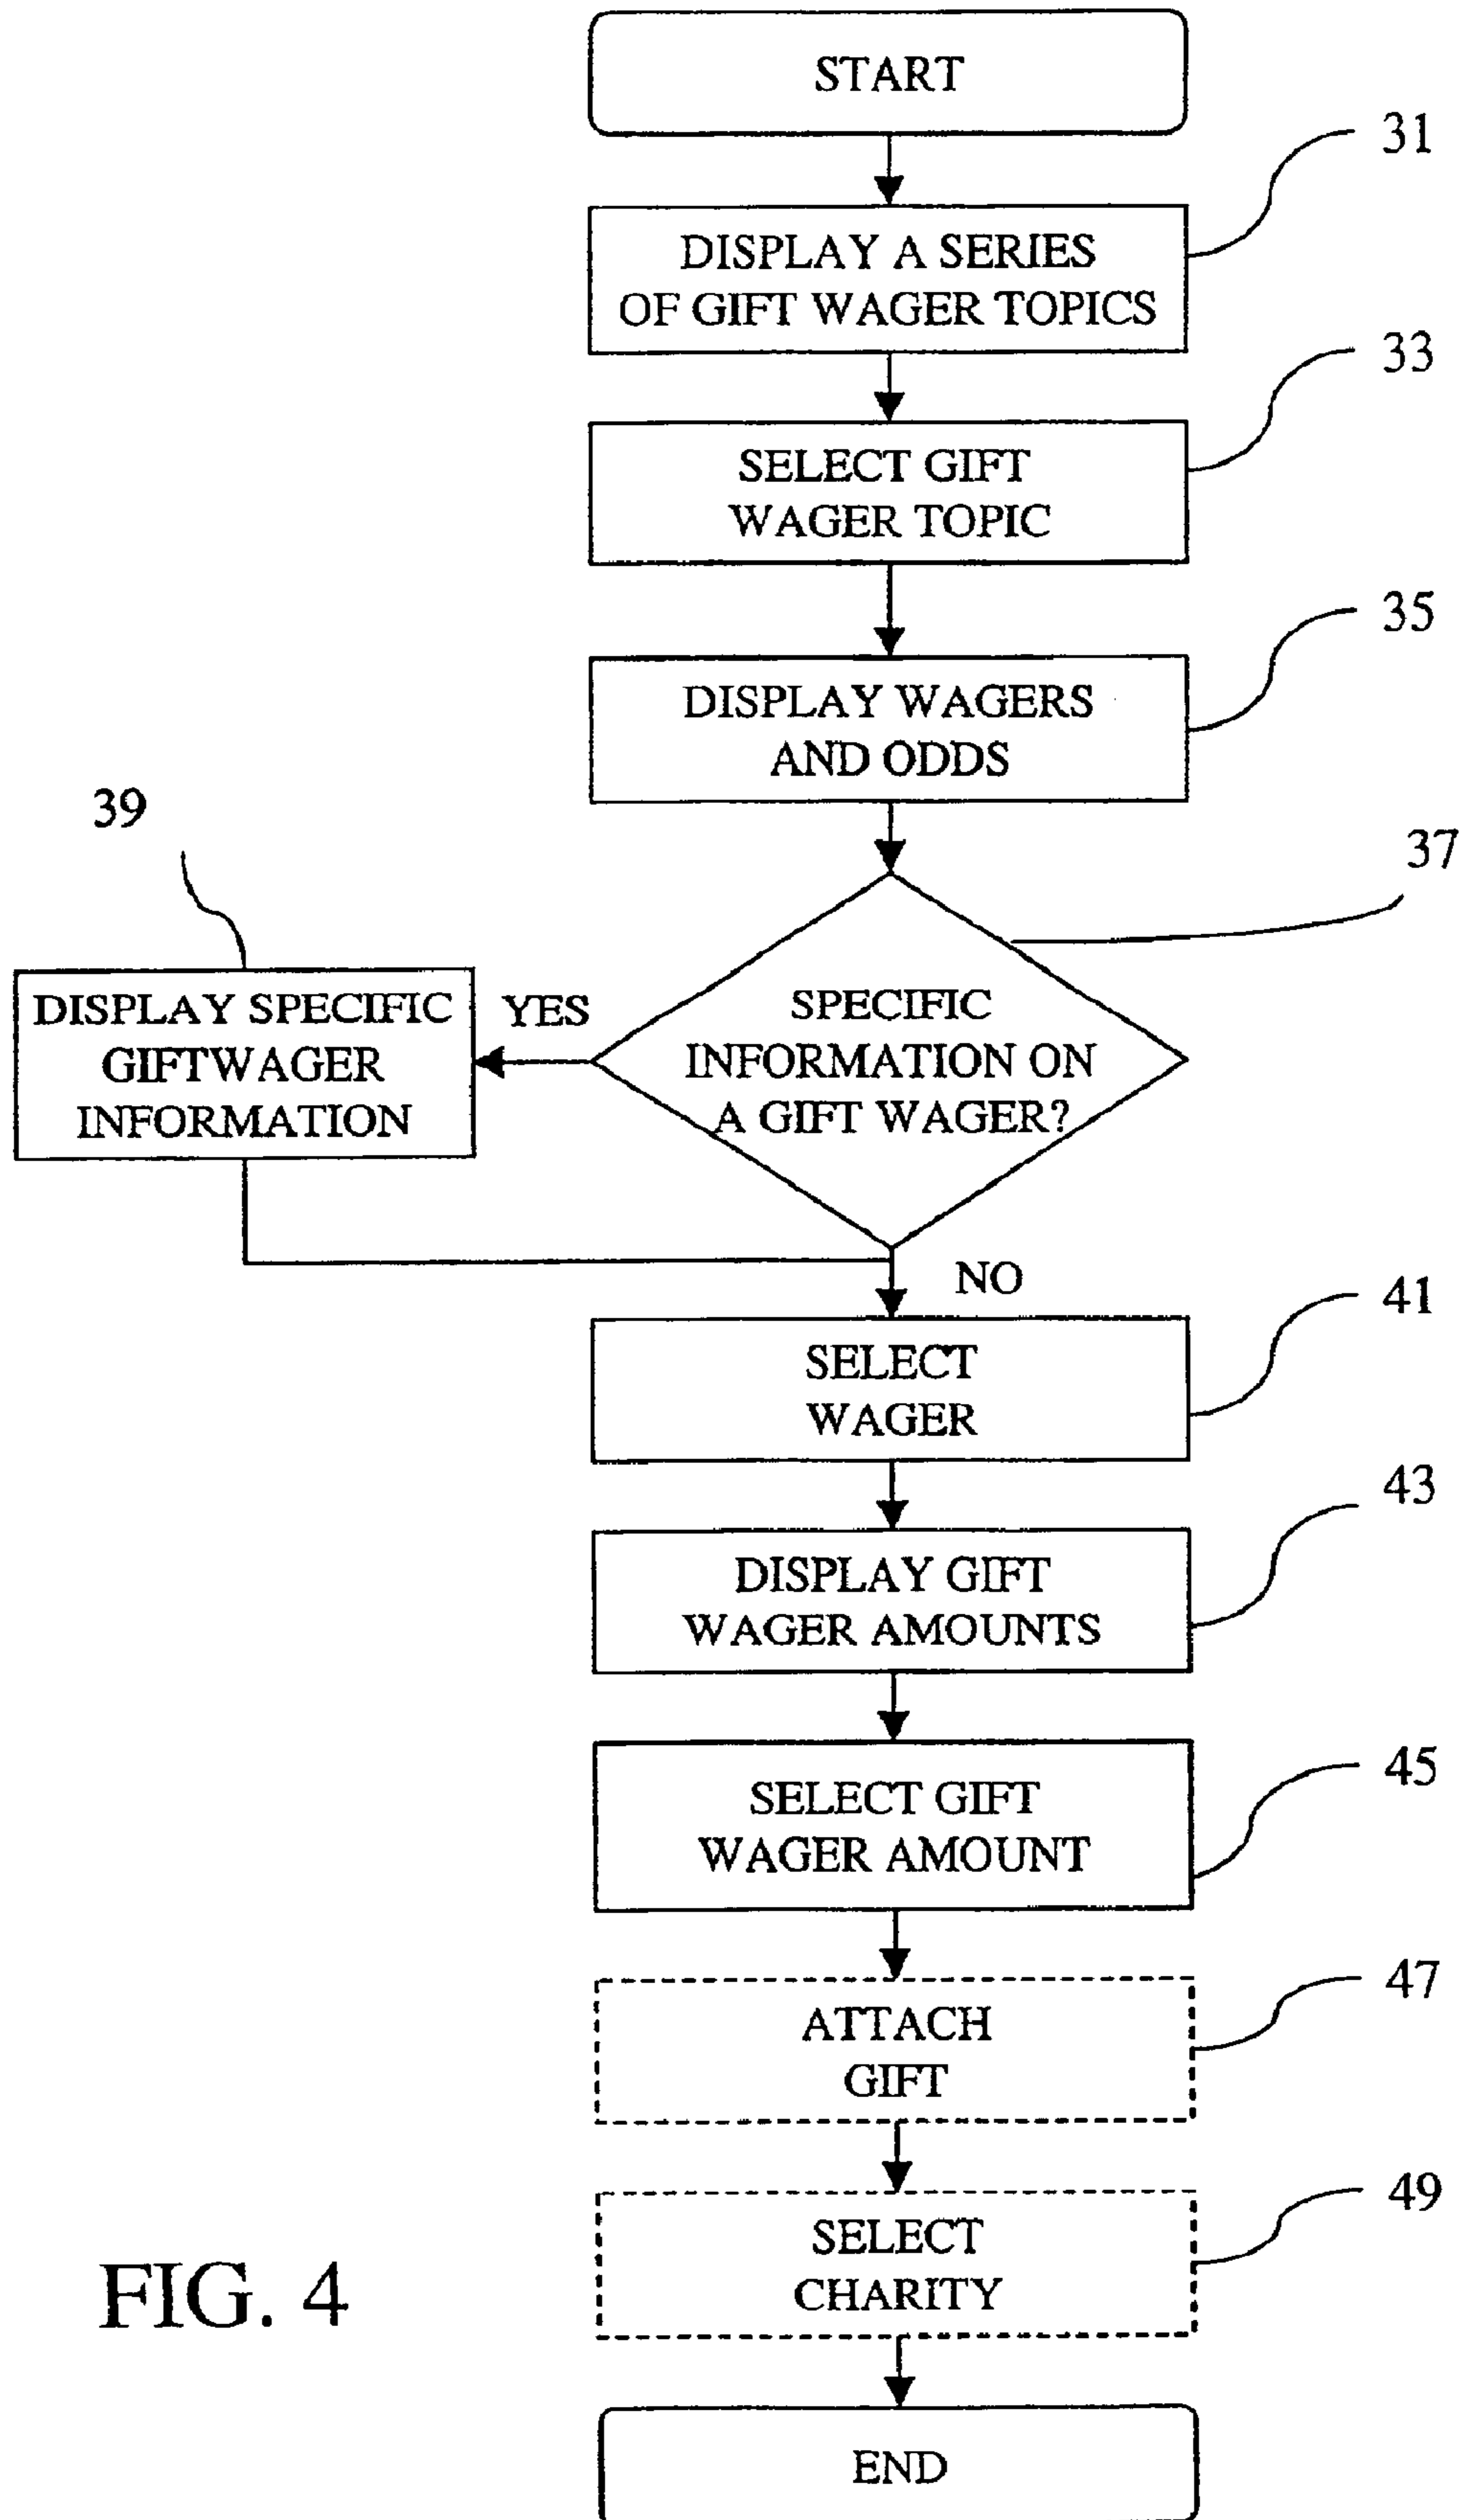 START
31
DISPLAY A SERIES
OF GIFT WAGER TOPICS
33
SELECT GIFT
WAGER TOPIC
35
DISPLAY WAGERS
AND ODDS
39
37
DISPLAY SPECIFIC
GIFTWAGER
INFORMATION
YES
SPECIFIC
INFORMATION ON
A GIFT WAGER?
NO
41
SELECT
WAGER
43
DISPLAY GIFT
WAGER AMOUNTS
45
SELECT GIFT
WAGER AMOUNT
47
ATTACH
GIFT
49
SELECT
CHARITY
FIG. 4
END